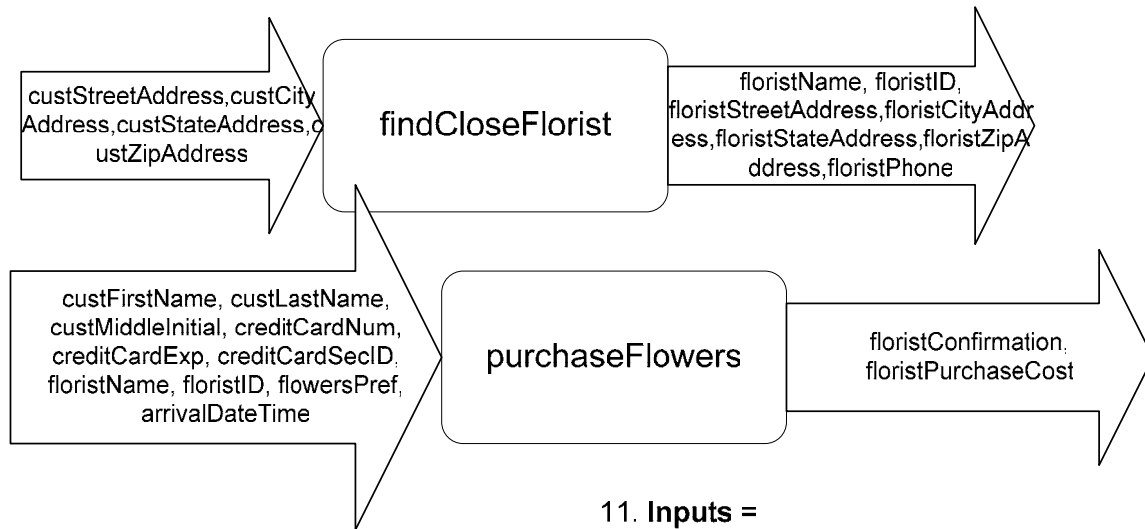 custStreetAddress,custCity
Address,custStateAddress,c
ustZipAddress
findCloseFlorist
floristName, floristID,
floristStreetAddress,floristCityAddr
ess,floristStateAddress,floristZipA
ddress,floristPhone
custFirstName, custLastName,
custMiddleInitial, creditCardNum,
creditCardExp, creditCardSecID,
floristName, floristID, flowersPref,
arrivalDateTime
purchaseFlowers
floristConfirmation,
floristPurchaseCost
11. Inputs =